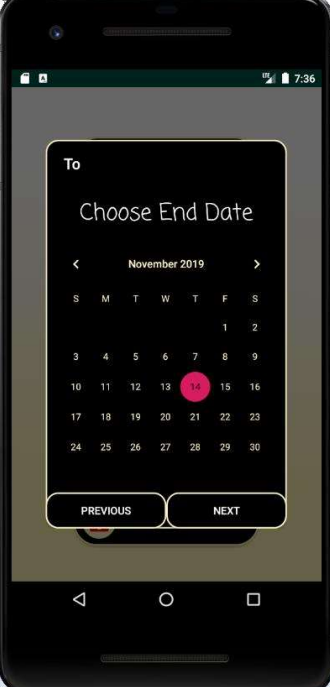 LTE 7:36
To
Choose End Date
November 2019
S M T W T F S
1 2
3 4 5 6 7 8 9
10 11 12 13 14 15 16
17 18 19 20 21 22 23
24 25 26 27 28 29 30
PREVIOUS NEXT